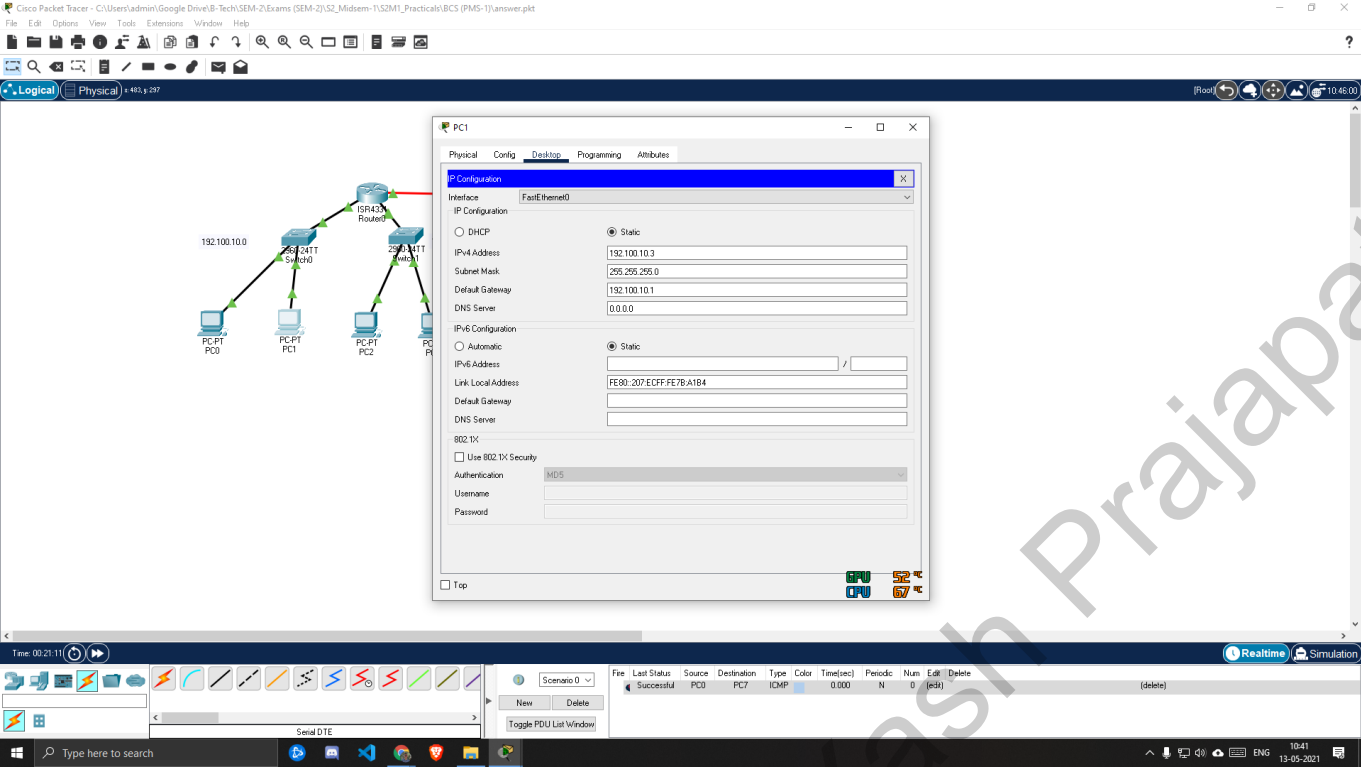 Cisco Packet Tracer - C:\Users\admin\Google Drive\B-Tech\SEM-2\Exams (SEM-2)\S2_Midsem-1\S2M1_Practicals\BCS (PMS-1)\answer.pkt
File Edit Options View Tools Extensions Window Help
?
Logical Physical x: 483, y: 297 [Root] 10:46:00
PC1
Physical Config Desktop Programming Attributes
IP Configuration X
Interface FastEthernet0
IP Configuration
DHCP Static
IPv4 Address 192.100.10.3
Subnet Mask 255.255.255.0
Default Gateway 192.100.10.1
DNS Server 0.0.0.0
IPv6 Configuration
Automatic Static
IPv6 Address /
Link Local Address FE80::207:ECFF:FE7B:A1B4
Default Gateway
DNS Server
802.1X
Use 802.1X Security
Authentication MD5
Username
Password
Top
GPU 52 °C
CPU 67 °C
ISR4331
Router0
192.100.10.0
2960-24TT
Switch0
2960-24TT
Switch1
PC-PT
PC0
PC-PT
PC1
PC-PT
PC2
Time: 00:21:11 Realtime Simulation
Scenario 0
New Delete
Toggle PDU List Window
Serial DTE
Fire Last Status Source Destination Type Color Time(sec) Periodic Num Edit Delete
Successful PC0 PC7 ICMP 0.000 N 0 (edit) (delete)
Type here to search
ENG
10:41
13-05-2021
ash Prajapa